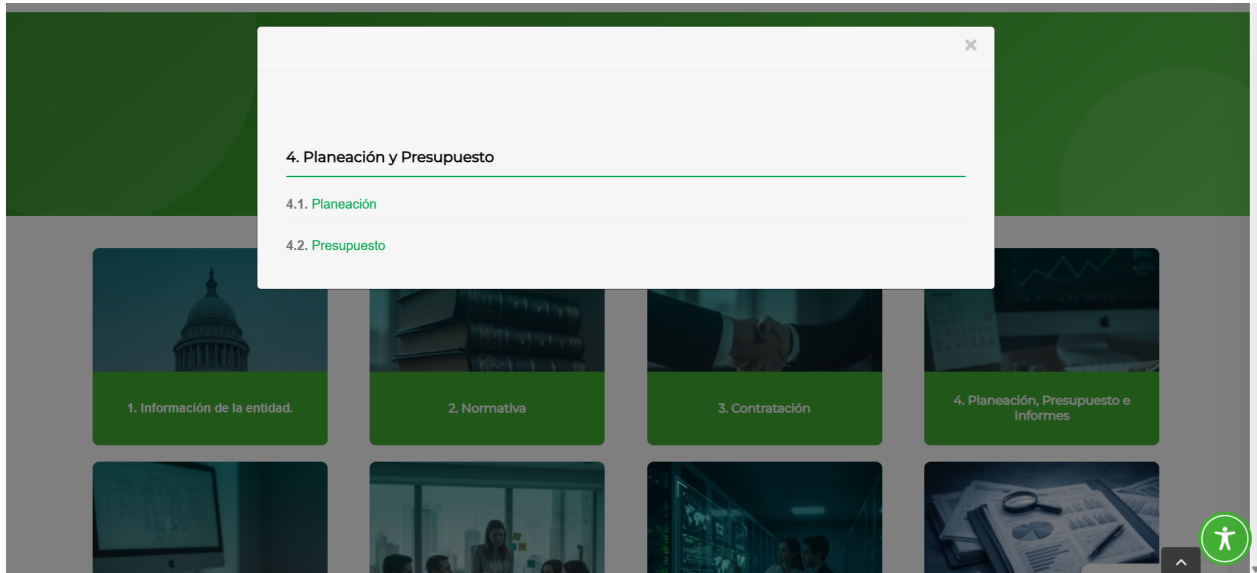 4. Planeación y Presupuesto
4.1. Planeación
4.2. Presupuesto
1. Información de la entidad.
2. Normativa
3. Contratación
4. Planeación, Presupuesto e
Informes